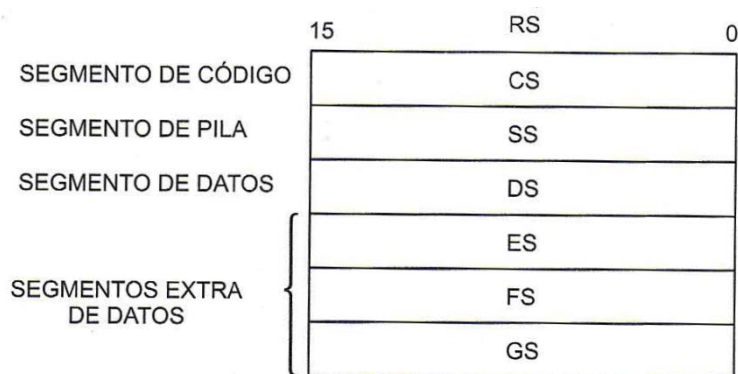 15 RS 0
SEGMENTO DE CÓDIGO CS
SEGMENTO DE PILA SS
SEGMENTO DE DATOS DS
ES
SEGMENTOS EXTRA
DE DATOS
FS
GS